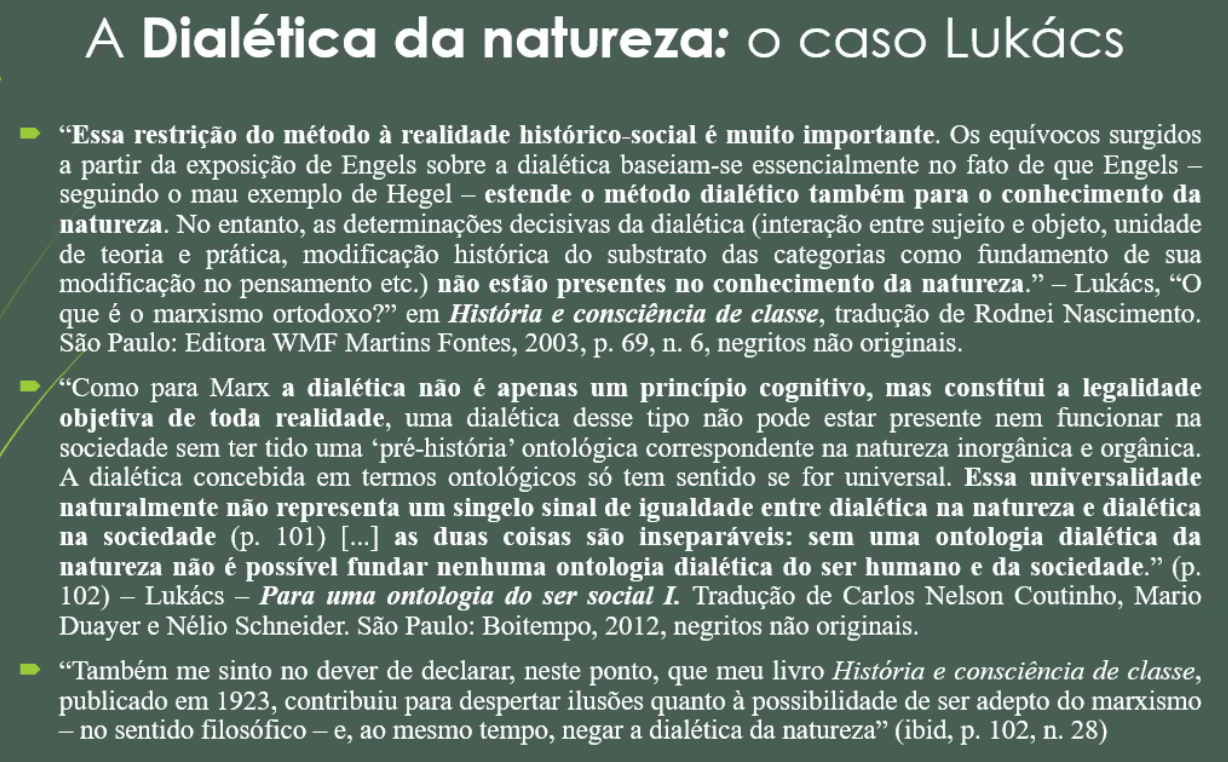 A Dialética da natureza: o caso Lukács
“Essa restrição do método à realidade histórico-social é muito importante. Os equívocos surgidos
a partir da exposição de Engels sobre a dialética baseiam-se essencialmente no fato de que Engels –
seguindo o mau exemplo de Hegel – estende o método dialético também para o conhecimento da
natureza. No entanto, as determinações decisivas da dialética (interação entre sujeito e objeto, unidade
de teoria e prática, modificação histórica do substrato das categorias como fundamento de sua
modificação no pensamento etc.) não estão presentes no conhecimento da natureza.” – Lukács, “O
que é o marxismo ortodoxo?” em História e consciência de classe, tradução de Rodnei Nascimento.
São Paulo: Editora WMF Martins Fontes, 2003, p. 69, n. 6, negritos não originais.
“Como para Marx a dialética não é apenas um princípio cognitivo, mas constitui a legalidade
objetiva de toda realidade, uma dialética desse tipo não pode estar presente nem funcionar na
sociedade sem ter tido uma ‘pré-história’ ontológica correspondente na natureza inorgânica e orgânica.
A dialética concebida em termos ontológicos só tem sentido se for universal. Essa universalidade
naturalmente não representa um singelo sinal de igualdade entre dialética na natureza e dialética
na sociedade (p. 101) [...] as duas coisas são inseparáveis: sem uma ontologia dialética da
natureza não é possível fundar nenhuma ontologia dialética do ser humano e da sociedade.” (p.
102) – Lukács – Para uma ontologia do ser social I. Tradução de Carlos Nelson Coutinho, Mario
Duayer e Nélio Schneider. São Paulo: Boitempo, 2012, negritos não originais.
“Também me sinto no dever de declarar, neste ponto, que meu livro História e consciência de classe,
publicado em 1923, contribuiu para despertar ilusões quanto à possibilidade de ser adepto do marxismo
– no sentido filosófico – e, ao mesmo tempo, negar a dialética da natureza” (ibid, p. 102, n. 28)